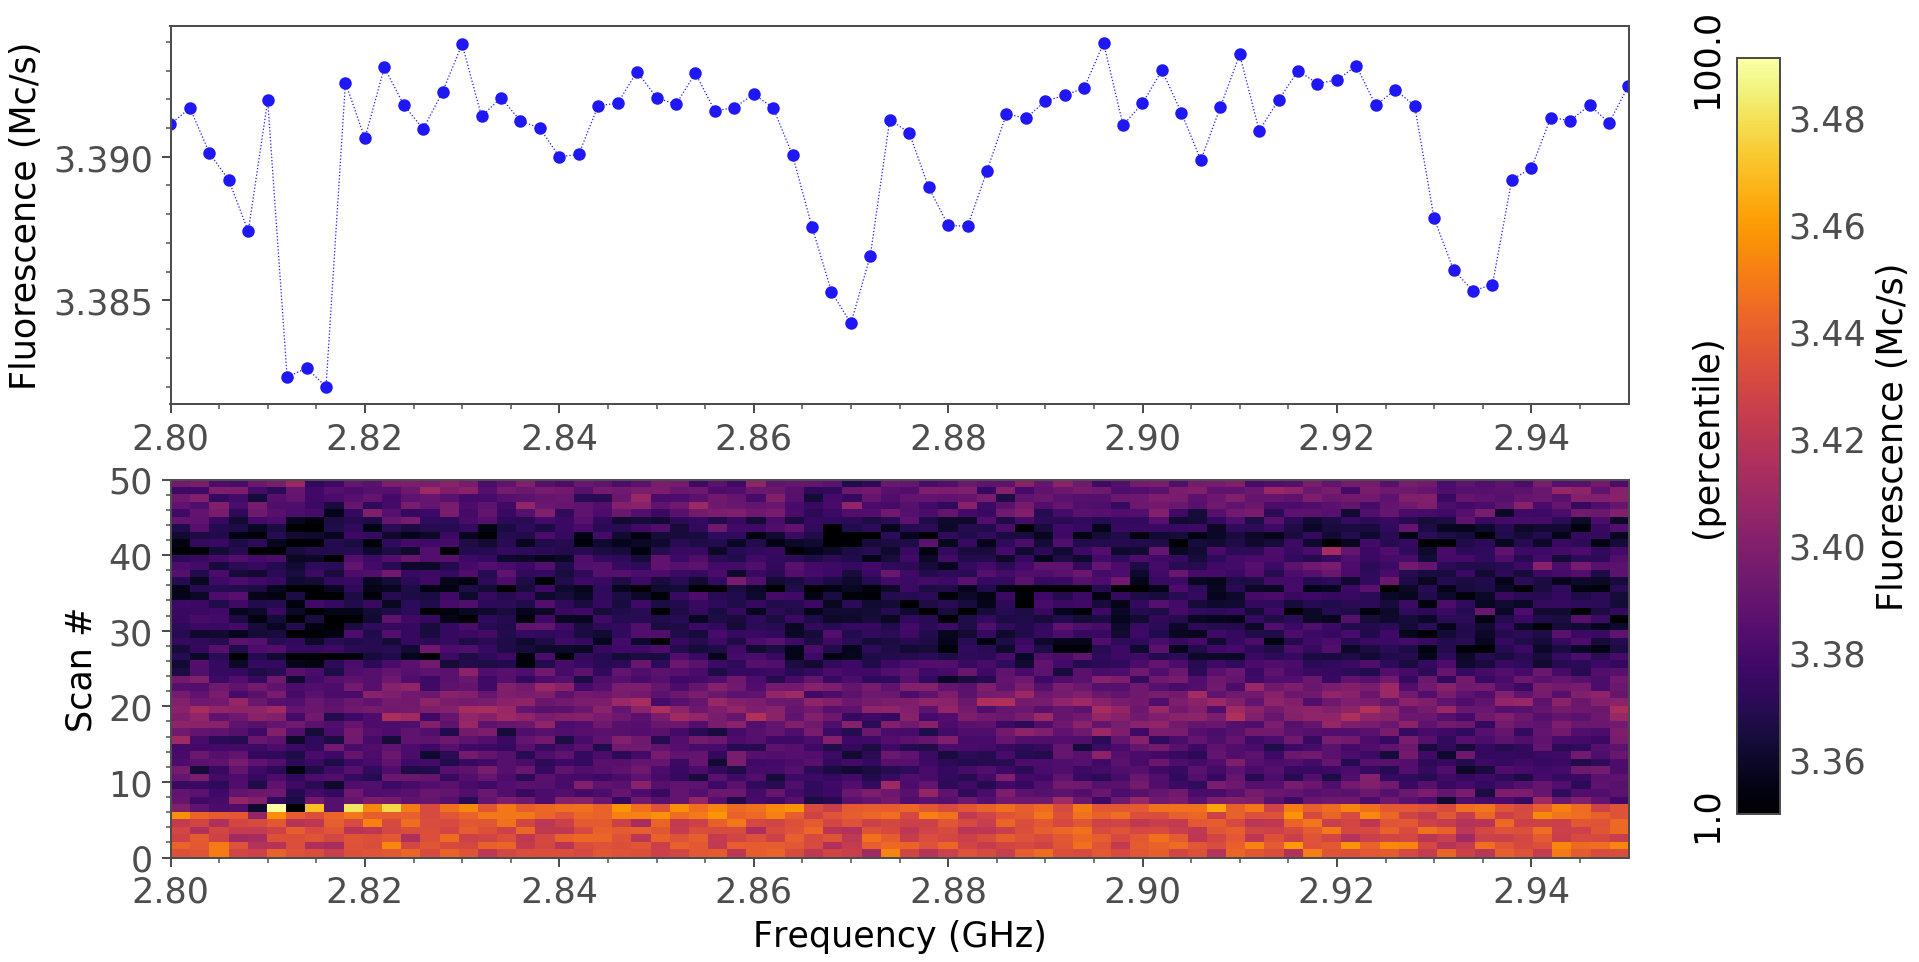 Fluorescence (Mc/s)
3.390
3.385
2.80 2.82 2.84 2.86 2.88 2.90 2.92 2.94
Scan #
50
40
30
20
10
0
2.80 2.82 2.84 2.86 2.88 2.90 2.92 2.94
Frequency (GHz)
1.0 (percentile) 100.0
3.48
3.46
3.44
3.42
3.40
3.38
3.36
Fluorescence (Mc/s)